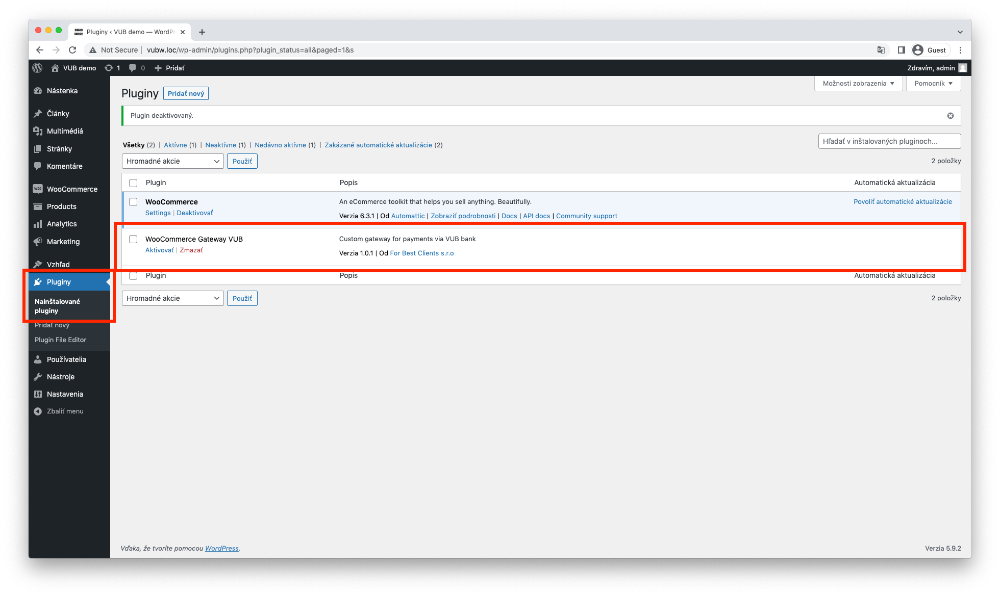 DEMO
ESHOP
Pluginy ‹ VUB demo — WordPr
Not Secure
vubw.loc/wp-admin/plugins.php?plugin_status=all&paged=1&s
Guest
VUB demo
1
0
Pridať
Zdravím, admin
Nástenka
Články
Multimédiá
Stránky
Komentáre
WOO
WooCommerce
Products
Analytics
Marketing
Vzhľad
Pluginy
Nainštalované
pluginy
Pridať nový
Plugin File Editor
Používatelia
Nástroje
Nastavenia
Zbaliť menu
Možnosti zobrazenia
Pomocník
Pluginy
Pridať nový
Plugin deaktivovaný.
Všetky (2) | Aktívne (1) | Neaktívne (1) | Nedávno aktívne (1) | Zakázané automatické aktualizácie (2)
Hľadať v inštalovaných pluginoch...
Hromadné akcie
Použiť
2 položky
Plugin
Popis
Automatická aktualizácia
WooCommerce
Settings | Deaktivovať
An eCommerce toolkit that helps you sell anything. Beautifully.
Verzia 6.3.1 | Od Automattic | Zobraziť podrobnosti | Docs | API docs | Community support
Povoliť automatické aktualizácie
WooCommerce Gateway VUB
Aktivovať | Zmazať
Custom gateway for payments via VUB bank
Verzia 1.0.1 | Od For Best Clients s.r.o
Plugin
Popis
Automatická aktualizácia
Hromadné akcie
Použiť
2 položky
Vďaka, že tvoríte pomocou WordPress.
Verzia 5.9.2